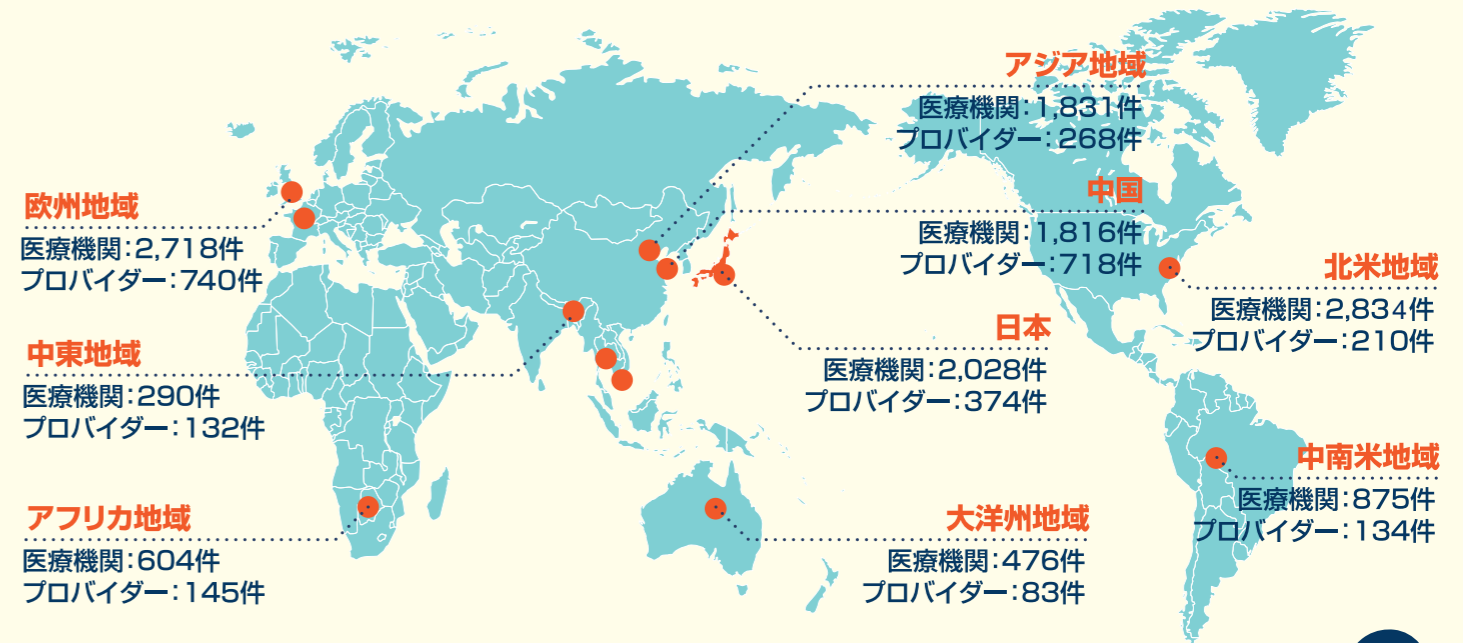 アジア地域
医療機関:1,831件
プロバイダー:268件
中国
医療機関:1,816件
プロバイダー:718件
欧州地域
医療機関:2,718件
プロバイダー:740件
北米地域
医療機関:2,834件
プロバイダー:210件
日本
医療機関:2,028件
プロバイダー:374件
中東地域
医療機関:290件
プロバイダー:132件
中南米地域
医療機関:875件
プロバイダー:134件
アフリカ地域
医療機関:604件
プロバイダー:145件
大洋州地域
医療機関:476件
プロバイダー:83件